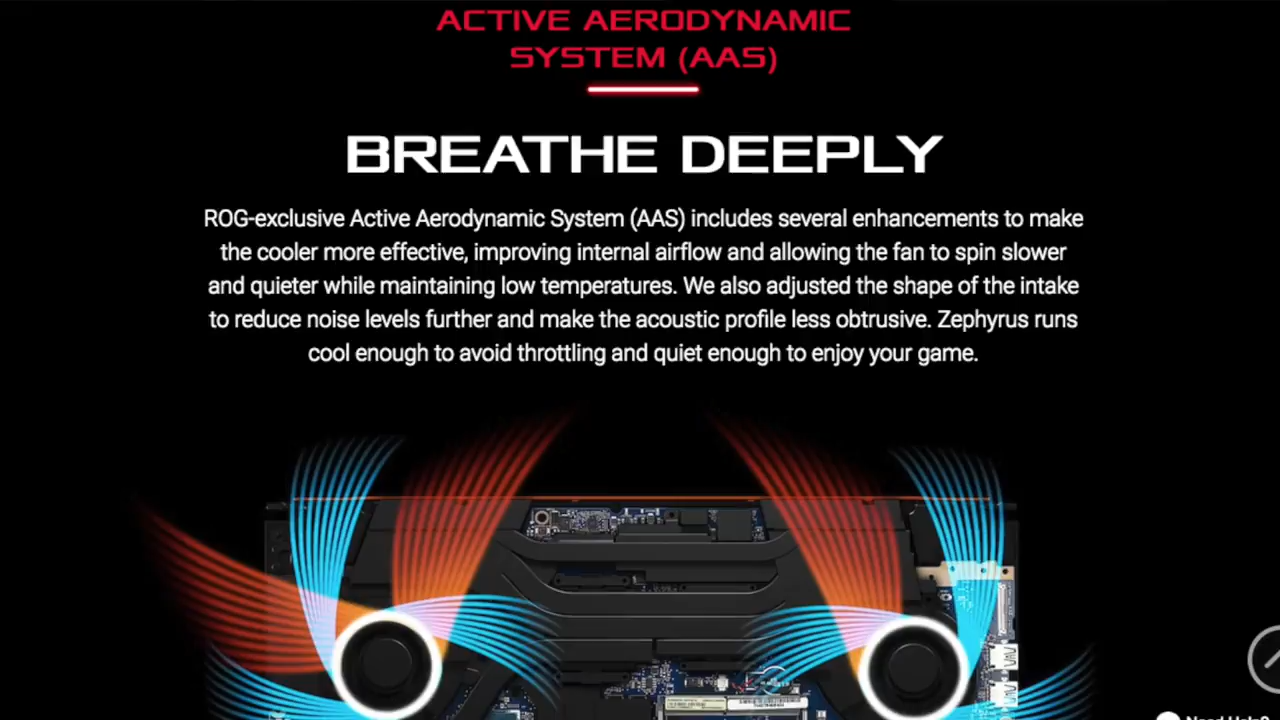 ACTIVE AERODYNAMIC
SYSTEM (AAS)
BREATHE DEEPLY
ROG-exclusive Active Aerodynamic System (AAS) includes several enhancements to make
the cooler more effective, improving internal airflow and allowing the fan to spin slower
and quieter while maintaining low temperatures. We also adjusted the shape of the intake
to reduce noise levels further and make the acoustic profile less obtrusive. Zephyrus runs
cool enough to avoid throttling and quiet enough to enjoy your game.
Need Help?